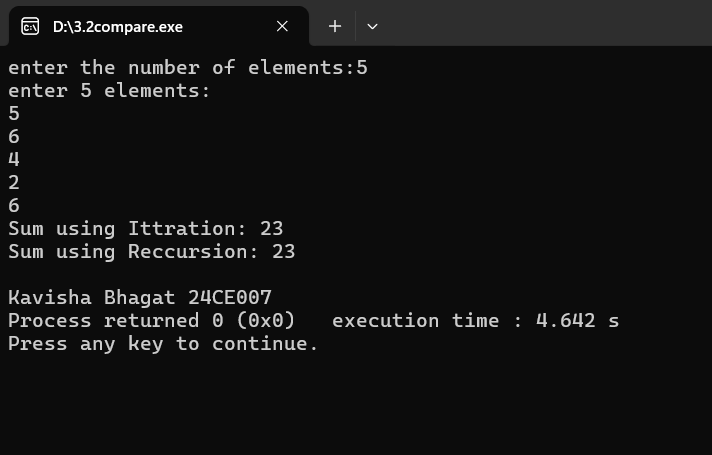 D:\3.2compare.exe
enter the number of elements:5
enter 5 elements:
5
6
4
2
6
Sum using Ittration: 23
Sum using Reccursion: 23
Kavisha Bhagat 24CE007
Process returned 0 (0x0)   execution time : 4.642 s
Press any key to continue.